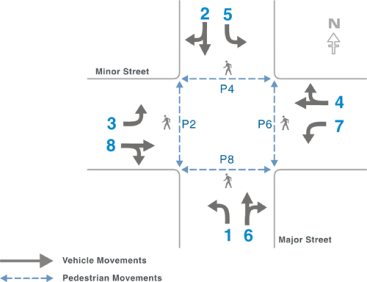 2 5
N
Minor Street
P4
4
3
P2
P6
7
8
P8
1 6
Major Street
Vehicle Movements
Pedestrian Movements